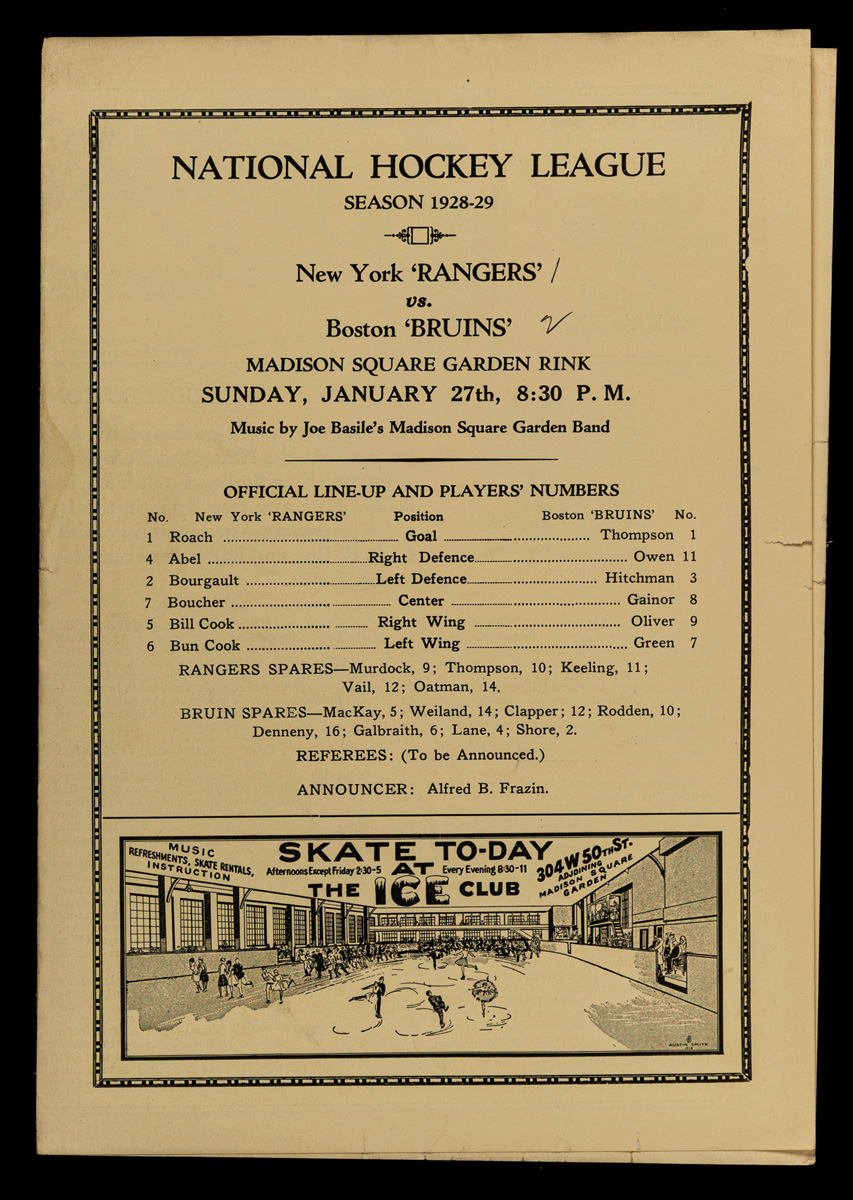 NATIONAL HOCKEY LEAGUE
SEASON 1928-29
New York ‘RANGERS’ /
vs.
Boston ‘BRUINS’ 2
MADISON SQUARE GARDEN RINK
SUNDAY, JANUARY 27th, 8:30 P. M.
Music by Joe Basile's Madison Square Garden Band
OFFICIAL LINE-UP AND PLAYERS' NUMBERS
No. New York ‘RANGERS’ Position Boston ‘BRUINS’ No.
1 Roach ........ Goal ........ Thompson 1
4 Abel ........ Right Defence ........ Owen 11
2 Bourgault ........ Left Defence ........ Hitchman 3
7 Boucher ........ Center ........ Gainor 8
5 Bill Cook ........ Right Wing ........ Oliver 9
6 Bun Cook ........ Left Wing ........ Green 7
RANGERS SPARES—Murdock, 9; Thompson, 10; Keeling, 11;
Vail, 12; Oatman, 14.
BRUIN SPARES—MacKay, 5; Weiland, 14; Clapper; 12; Rodden, 10;
Denneny, 16; Galbraith, 6; Lane, 4; Shore, 2.
REFEREES: (To be Announced.)
ANNOUNCER: Alfred B. Frazin.
MUSIC
REFRESHMENTS, SKATE RENTALS,
INSTRUCTION
SKATE TO-DAY
Afternoons Except Friday 2:30-5 AT Every Evening 8:30-11
THE ICE CLUB
304 W 50TH ST.
ADJOINING
MADISON SQUARE
GARDEN
AUSTIN SMITH